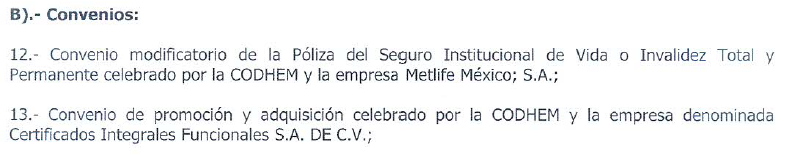 B).- Convenios:
12.- Convenio modificatorio de la Póliza del Seguro Institucional de Vida o Invalidez Total y
Permanente celebrado por la CODHEM y la empresa Metlife México; S.A.;
13.- Convenio de promoción y adquisición celebrado por la CODHEM y la empresa denominada
Certificados Integrales Funcionales S.A. DE C.V.;